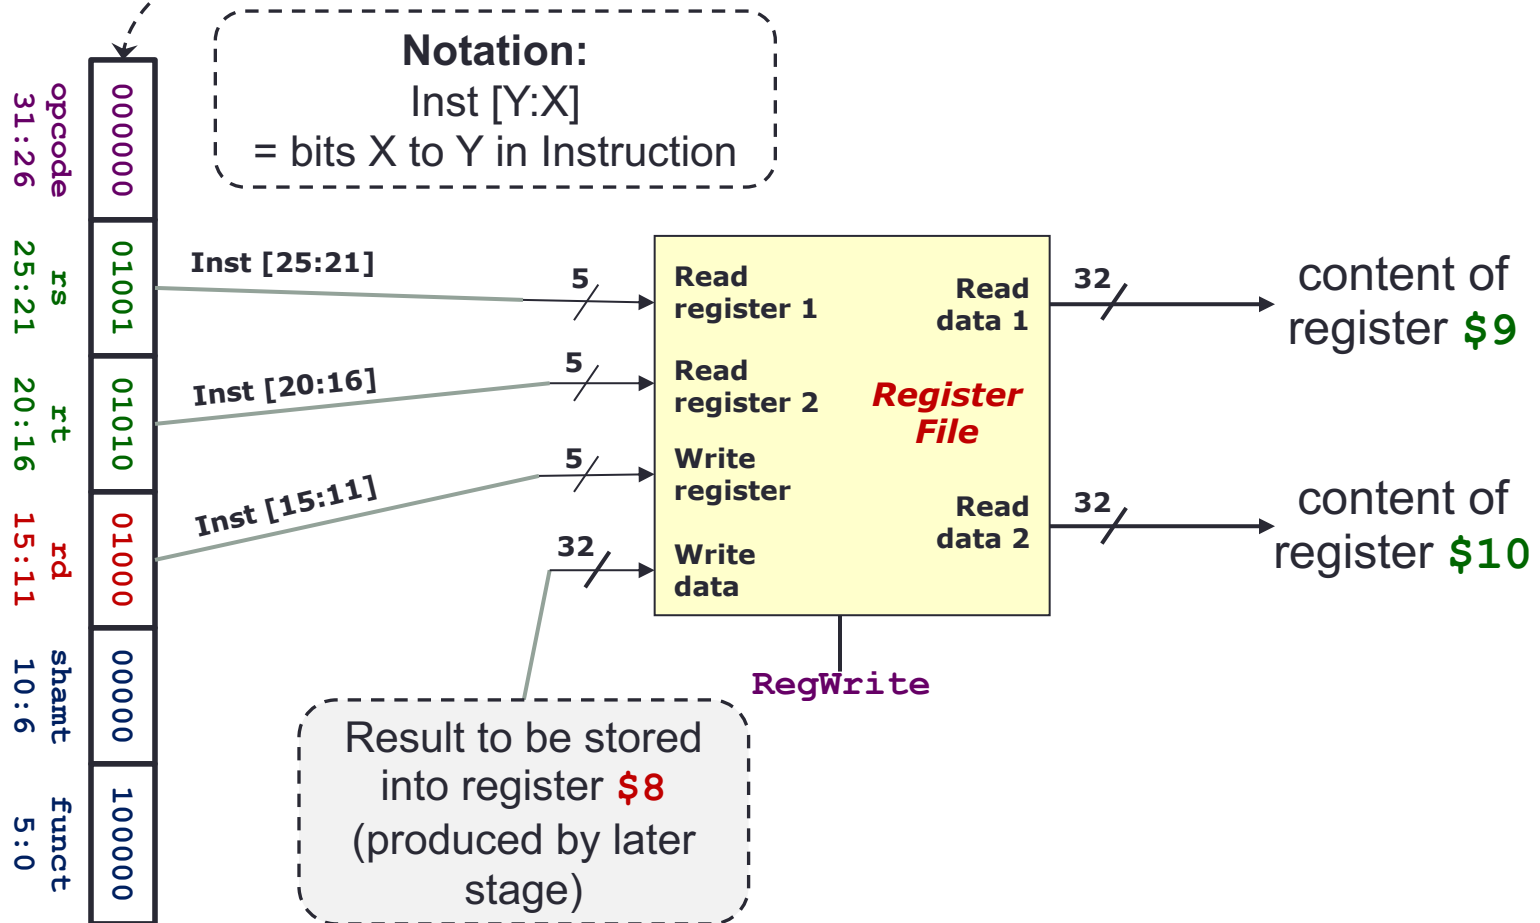 Notation:
Inst [Y:X]
= bits X to Y in Instruction
opcode
31:26
000000
rs
25:21
01001
rt
20:16
01010
rd
15:11
01000
shamt
10:6
00000
funct
5:0
100000
Inst [25:21]
Inst [20:16]
Inst [15:11]
5
5
5
32
Read
register 1
Read
register 2
Write
register
Write
data
Read
data 1
Register
File
Read
data 2
32
32
content of
register $9
content of
register $10
RegWrite
Result to be stored
into register $8
(produced by later
stage)